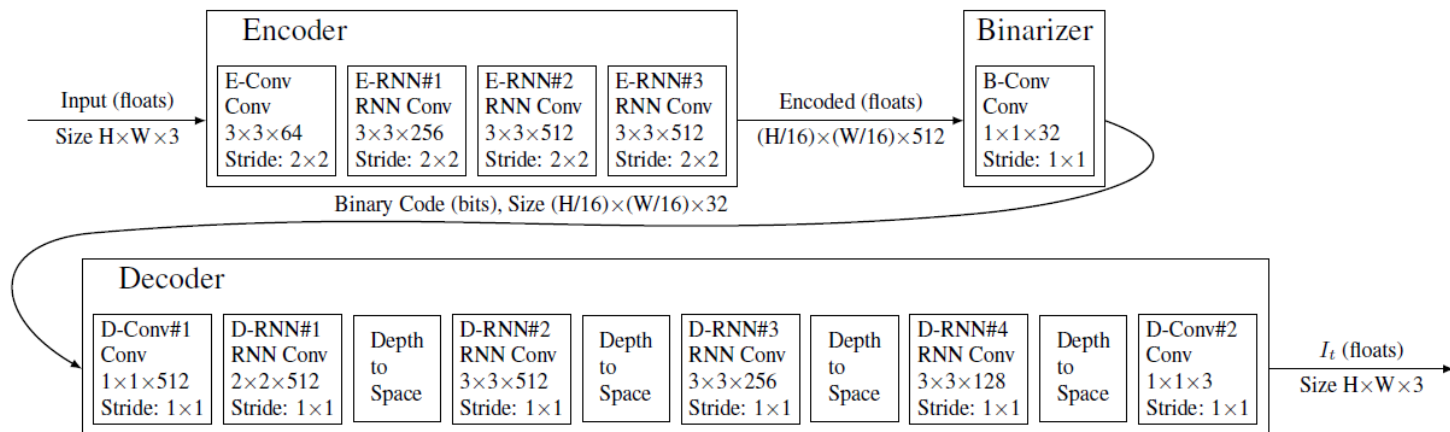 Encoder
E-Conv
Conv
3×3×64
Stride: 2×2
E-RNN#1
RNN Conv
3×3×256
Stride: 2×2
E-RNN#2
RNN Conv
3×3×512
Stride: 2×2
E-RNN#3
RNN Conv
3×3×512
Stride: 2×2
Binarizer
B-Conv
Conv
1×1×32
Stride: 1×1
Input (floats)
Size H×W×3
Encoded (floats)
(H/16)×(W/16)×512
Binary Code (bits), Size (H/16)×(W/16)×32
Decoder
D-Conv#1
Conv
1×1×512
Stride: 1×1
D-RNN#1
RNN Conv
2×2×512
Stride: 1×1
Depth
to
Space
D-RNN#2
RNN Conv
3×3×512
Stride: 1×1
Depth
to
Space
D-RNN#3
RNN Conv
3×3×256
Stride: 1×1
Depth
to
Space
D-RNN#4
RNN Conv
3×3×128
Stride: 1×1
Depth
to
Space
D-Conv#2
Conv
1×1×3
Stride: 1×1
I_t (floats)
Size H×W×3